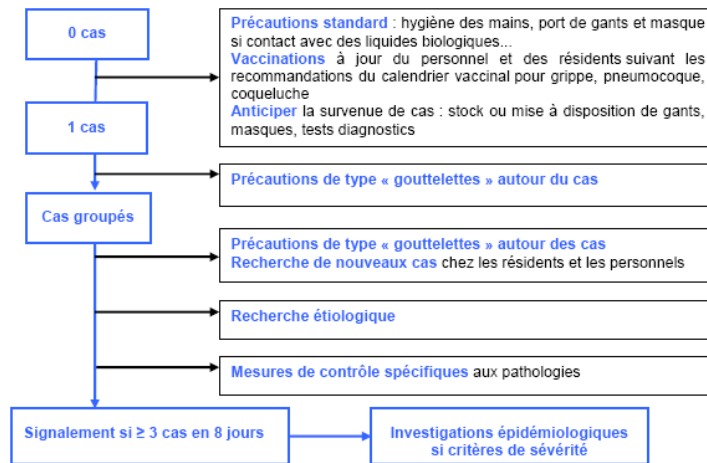 0 cas
Précautions standard : hygiène des mains, port de gants et masque
si contact avec des liquides biologiques...
Vaccinations à jour du personnel et des résidents suivant les
recommandations du calendrier vaccinal pour grippe, pneumocoque,
coqueluche
Anticiper la survenue de cas : stock ou mise à disposition de gants,
masques, tests diagnostics
1 cas
Précautions de type « gouttelettes » autour du cas
Cas groupés
Précautions de type « gouttelettes » autour des cas
Recherche de nouveaux cas chez les résidents et les personnels
Recherche étiologique
Mesures de contrôle spécifiques aux pathologies
Signalement si ≥ 3 cas en 8 jours
Investigations épidémiologiques
si critères de sévérité